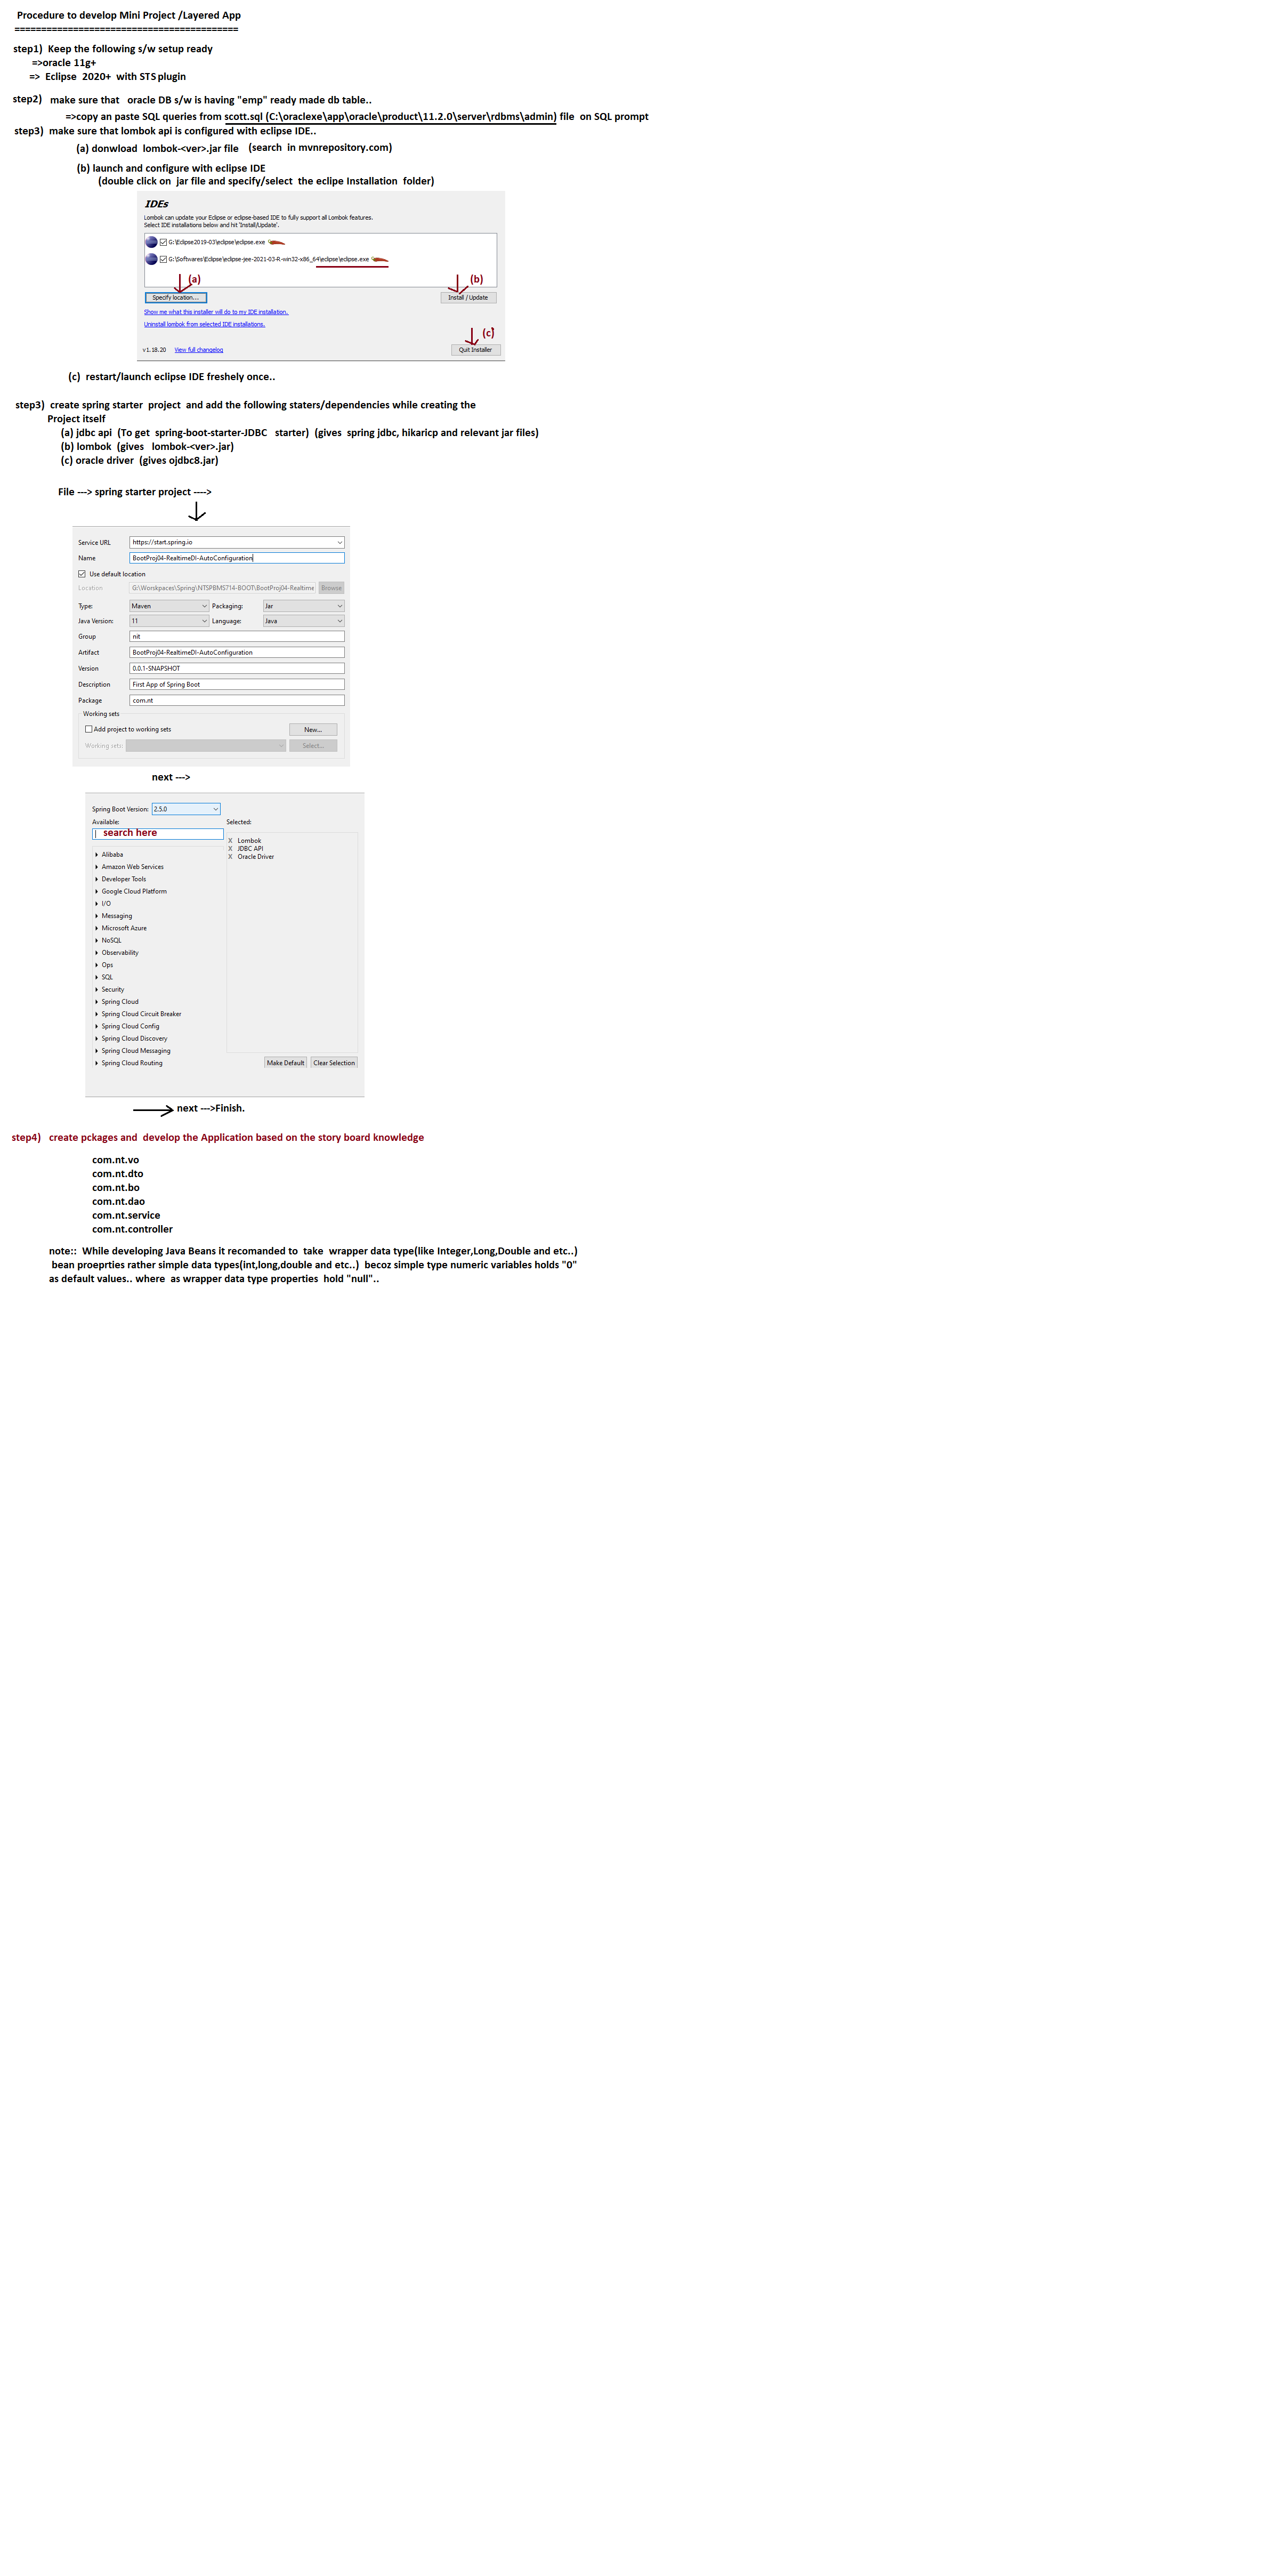 Procedure to develop Mini Project /Layered App
==========================================
step1)  Keep the following s/w setup ready
=>oracle 11g+
=>  Eclipse  2020+  with STS plugin
step2)  make sure that  oracle DB s/w is having "emp" ready made db table..
=>copy an paste SQL queries from scott.sql (C:\oraclexe\app\oracle\product\11.2.0\server\rdbms\admin) file  on SQL prompt
step3)  make sure that lombok api is configured with eclipse IDE..
(a) donwload  lombok-<ver>.jar file   (search  in mvnrepository.com)
(b) launch and configure with eclipse IDE
(double click on  jar file and specify/select  the eclipe Installation  folder)
IDEs
Lombok can update your Eclipse or eclipse-based IDE to fully support all Lombok features.
Select IDE installations below and hit 'Install/Update'.
G:\Eclipse2019-03\eclipse\eclipse.exe
G:\Softwares\Eclipse\eclipse-jee-2021-03-R-win32-x86_64\eclipse\eclipse.exe
(a) (b)
Specify location... Install / Update
Show me what this installer will do to my IDE installation.
Uninstall lombok from selected IDE installations.
(c)
v1.18.20 View full changelog Quit Installer
(c)  restart/launch eclipse IDE freshely once..
step3)  create spring starter  project  and add the following staters/dependencies while creating the
Project itself
(a) jdbc api  (To get  spring-boot-starter-JDBC   starter)  (gives  spring jdbc, hikaricp and relevant jar files)
(b) lombok  (gives   lombok-<ver>.jar)
(c) oracle driver  (gives ojdbc8.jar)
File ---> spring starter project ---->
Service URL https://start.spring.io
Name BootProj04-RealtimeDI-AutoConfiguration
Use default location
Location G:\Worskpaces\Spring\NTSPBMS714-BOOT\BootProj04-Realtime Browse
Type: Maven Packaging: Jar
Java Version: 11 Language: Java
Group nit
Artifact BootProj04-RealtimeDI-AutoConfiguration
Version 0.0.1-SNAPSHOT
Description First App of Spring Boot
Package com.nt
Working sets
Add project to working sets New...
Working sets: Select...
next --->
Spring Boot Version: 2.5.0
Available: Selected:
search here
X Lombok
X JDBC API
X Oracle Driver
Alibaba
Amazon Web Services
Developer Tools
Google Cloud Platform
I/O
Messaging
Microsoft Azure
NoSQL
Observability
Ops
SQL
Security
Spring Cloud
Spring Cloud Circuit Breaker
Spring Cloud Config
Spring Cloud Discovery
Spring Cloud Messaging
Spring Cloud Routing
Make Default Clear Selection
next --->Finish.
step4)   create pckages and  develop the Application based on the story board knowledge
com.nt.vo
com.nt.dto
com.nt.bo
com.nt.dao
com.nt.service
com.nt.controller
note::  While developing Java Beans it recomanded to  take  wrapper data type(like Integer,Long,Double and etc..)
bean proeprties rather simple data types(int,long,double and etc..)  becoz simple type numeric variables holds "0"
as default values.. where  as wrapper data type properties  hold "null"..